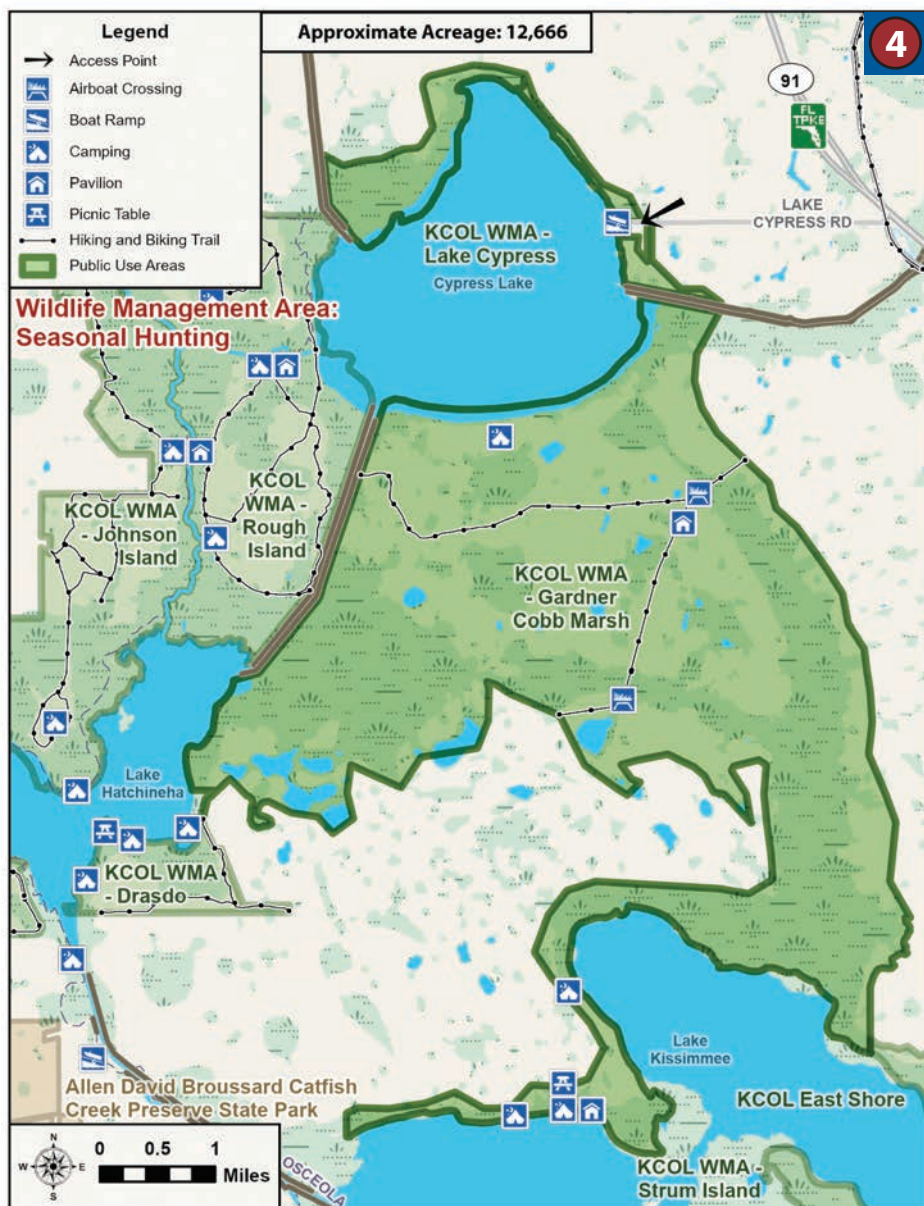 Legend
Access Point
Airboat Crossing
Boat Ramp
Camping
Pavilion
Picnic Table
Hiking and Biking Trail
Public Use Areas
Approximate Acreage: 12,666
4
91
FL
TPKE
LAKE
CYPRESS RD
KCOL WMA -
Lake Cypress
Cypress Lake
Wildlife Management Area:
Seasonal Hunting
KCOL WMA
- Johnson
Island
KCOL
WMA -
Rough
Island
KCOL WMA
- Gardner
Cobb Marsh
Lake
Hatchineha
KCOL WMA
- Drasdo
Lake
Kissimmee
KCOL East Shore
Allen David Broussard Catfish
Creek Preserve State Park
KCOL WMA -
Strum Island
OSCEOLA
N
W
E
S
0 0.5 1
Miles